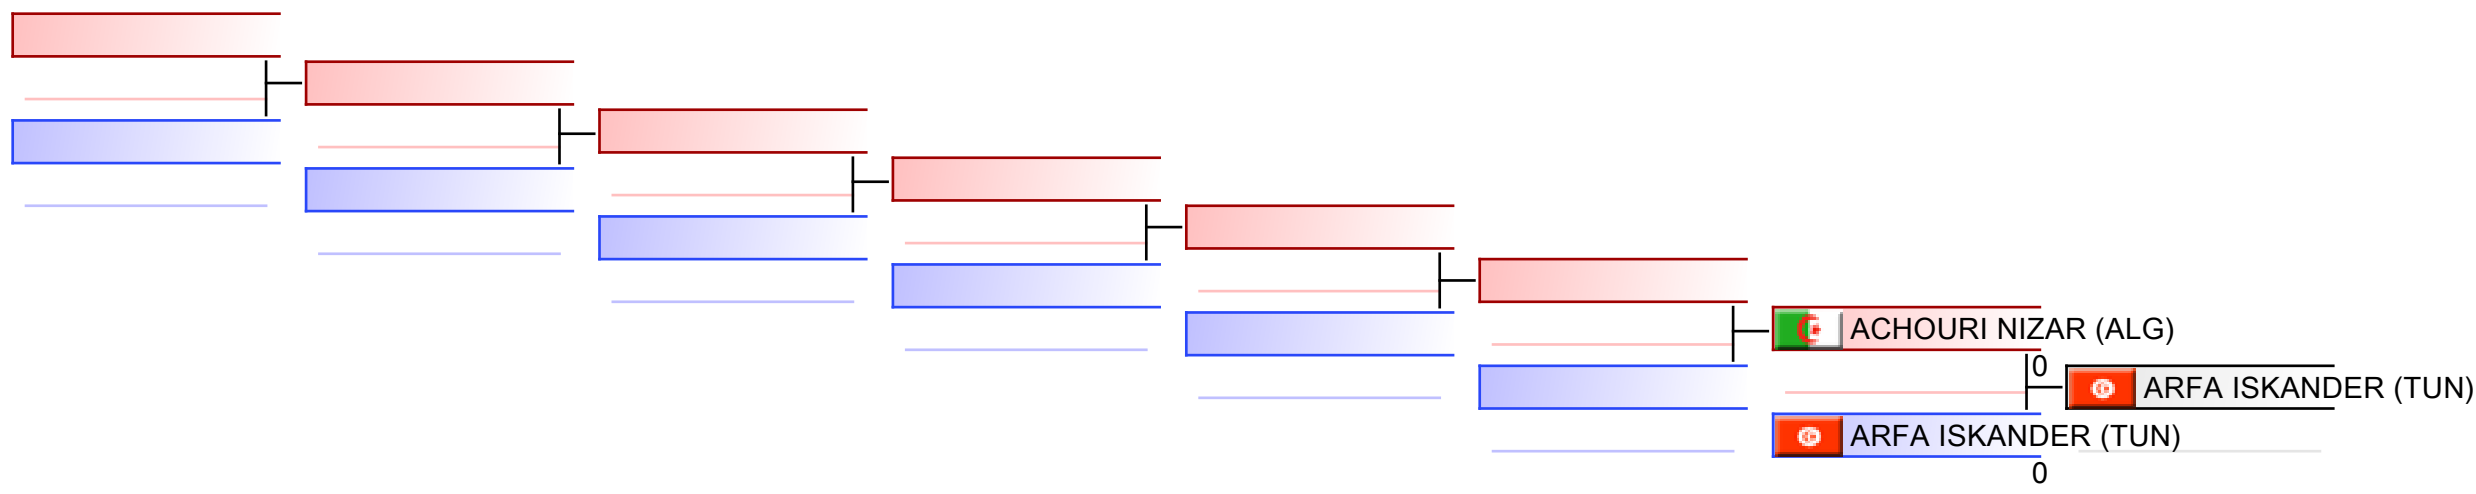 ACHOURI NIZAR (ALG)
0
ARFA ISKANDER (TUN)
ARFA ISKANDER (TUN)
0